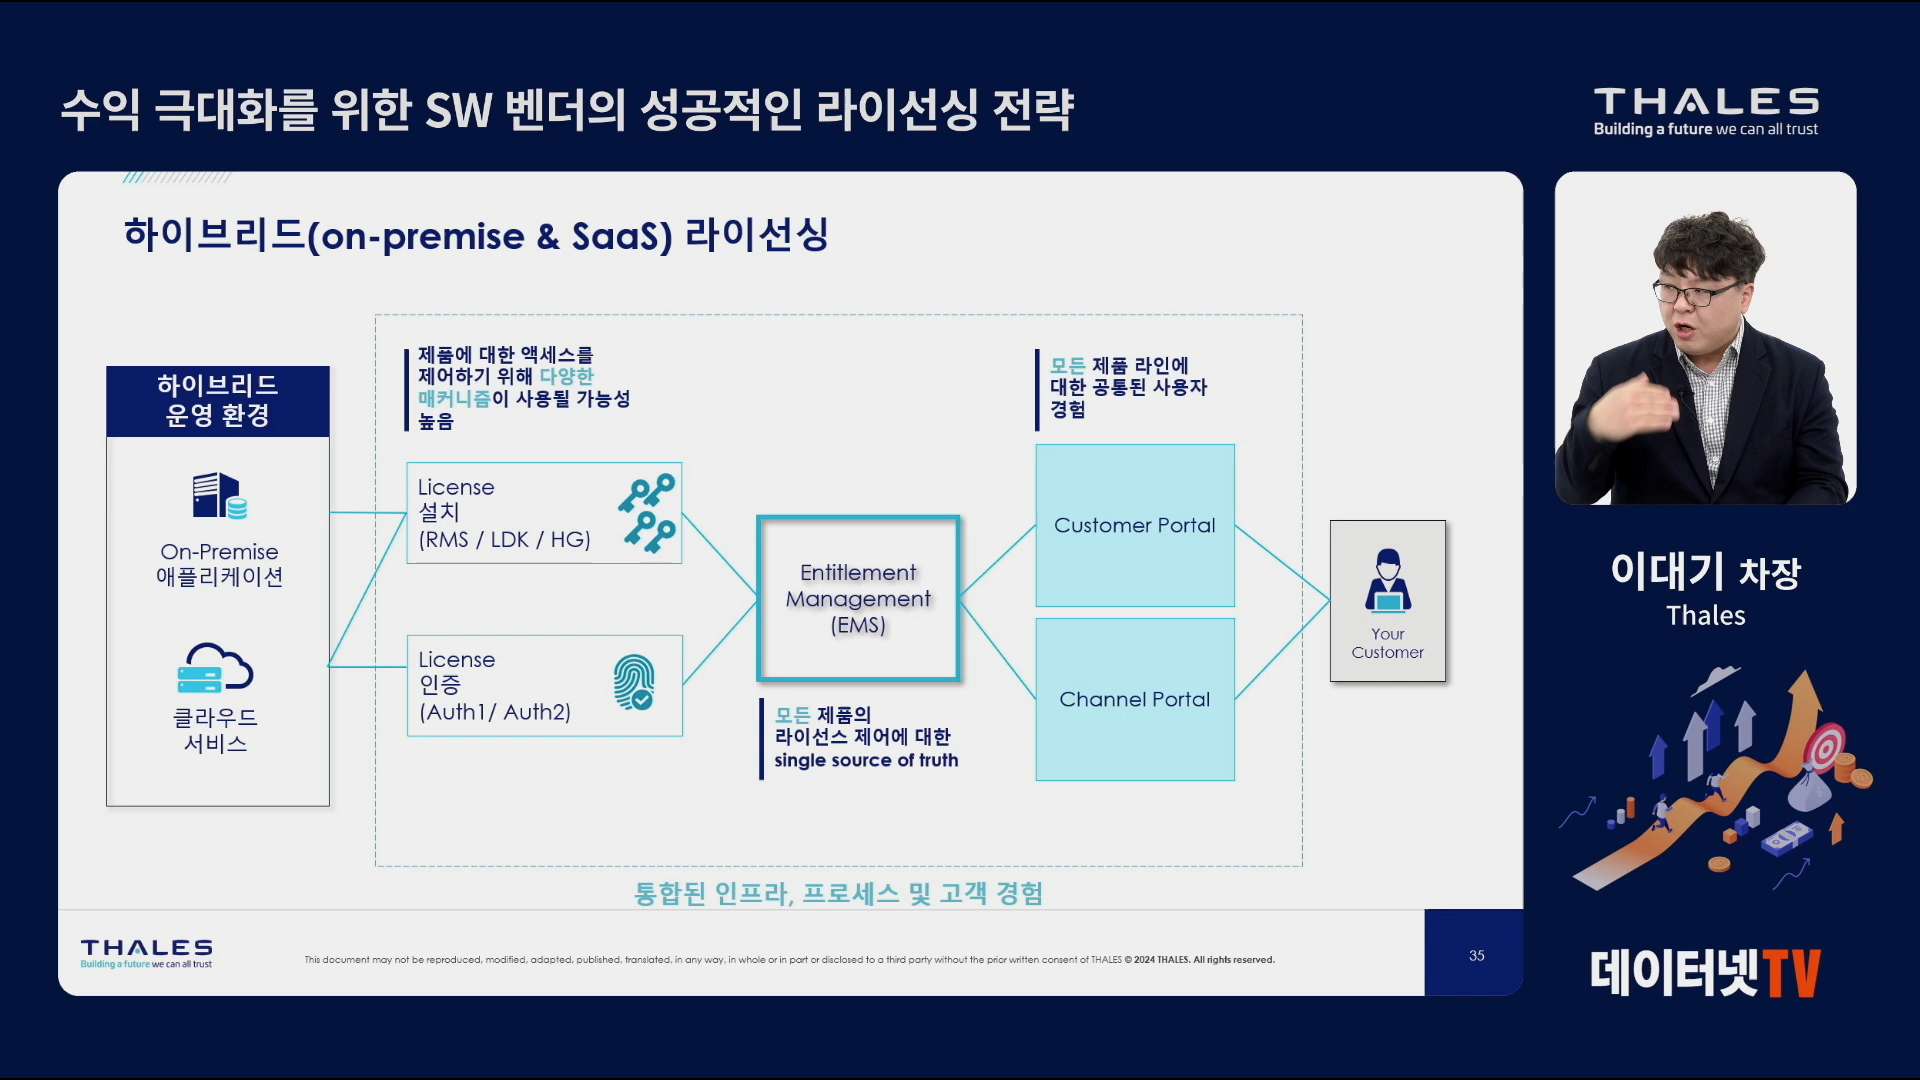 수익 극대화를 위한 SW 벤더의 성공적인 라이선싱 전략
THALES
Building a future we can all trust
하이브리드(on-premise & SaaS) 라이선싱
하이브리드
운영 환경
On-Premise
애플리케이션
클라우드
서비스
제품에 대한 액세스를
제어하기 위해 다양한
매커니즘이 사용될 가능성
높음
License
설치
(RMS / LDK / HG)
License
인증
(Auth1/ Auth2)
Entitlement
Management
(EMS)
모든 제품의
라이선스 제어에 대한
single source of truth
모든 제품 라인에
대한 공통된 사용자
경험
Customer Portal
Channel Portal
Your
Customer
통합된 인프라, 프로세스 및 고객 경험
THALES
Building a future we can all trust
This document may not be reproduced, modified, adapted, published, translated, in any way, in whole or in part or disclosed to a third party without the prior written consent of THALES © 2024 THALES. All rights reserved.
35
이대기 차장
Thales
데이터넷TV